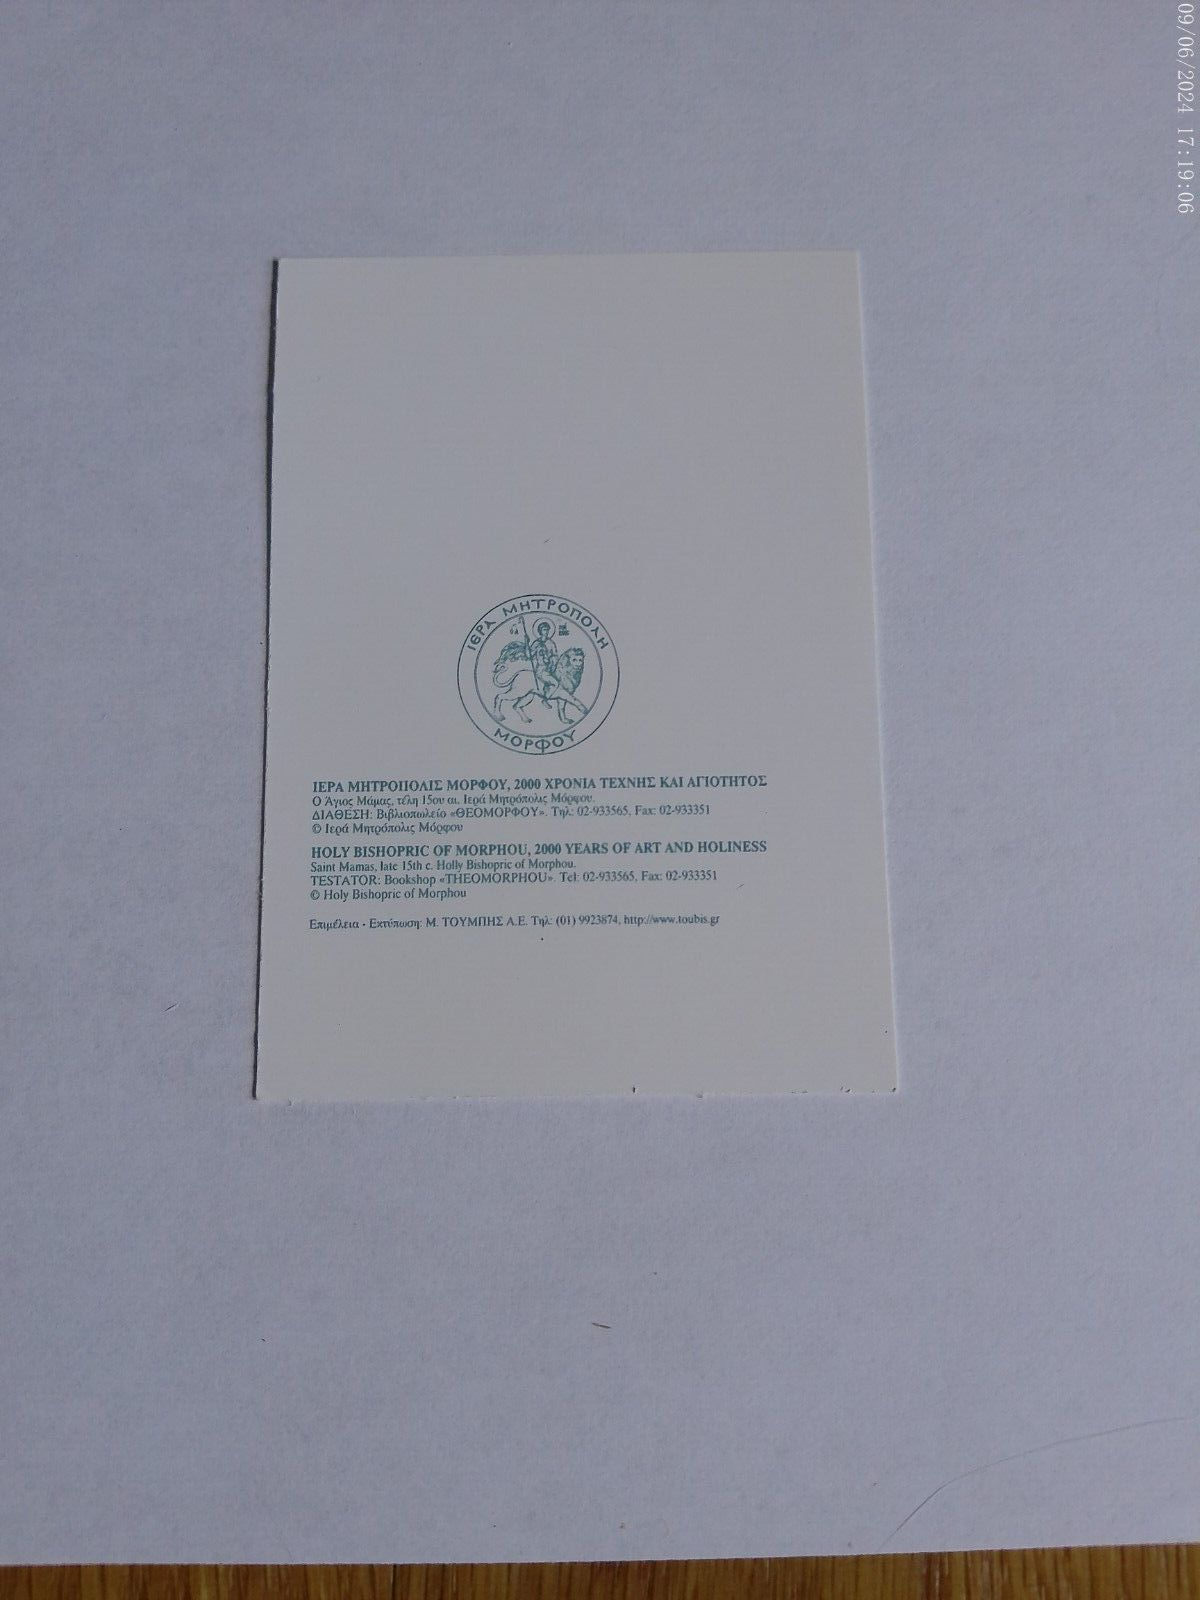 09/06/2024 17:19:06
ΙΕΡΑ ΜΗΤΡΟΠΟΛΗ
ΜΟΡΦΟΥ
ΙΕΡΑ ΜΗΤΡΟΠΟΛΙΣ ΜΟΡΦΟΥ, 2000 ΧΡΟΝΙΑ ΤΕΧΝΗΣ ΚΑΙ ΑΓΙΟΤΗΤΟΣ
Ο Άγιος Μάμας, τέλη 15ου αι. Ιερά Μητρόπολις Μόρφου.
ΔΙΑΘΕΣΗ: Βιβλιοπωλείο «ΘΕΟΜΟΡΦΟΥ». Τηλ: 02-933565, Fax: 02-933351
© Ιερά Μητρόπολις Μόρφου
HOLY BISHOPRIC OF MORPHOU, 2000 YEARS OF ART AND HOLINESS
Saint Mamas, late 15th c. Holly Bishopric of Morphou.
TESTATOR: Bookshop «THEOMORPHOU». Tel: 02-933565, Fax: 02-933351
© Holy Bishopric of Morphou
Επιμέλεια - Εκτύπωση: Μ. ΤΟΥΜΠΗΣ Α.Ε. Τηλ: (01) 9923874, http://www.toubis.gr